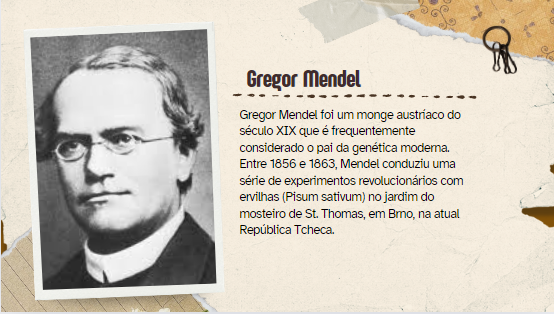 Gregor Mendel
Gregor Mendel foi um monge austríaco do
século XIX que é frequentemente
considerado o pai da genética moderna.
Entre 1856 e 1863, Mendel conduziu uma
série de experimentos revolucionários com
ervilhas (Pisum sativum) no jardim do
mosteiro de St. Thomas, em Brno, na atual
República Tcheca.